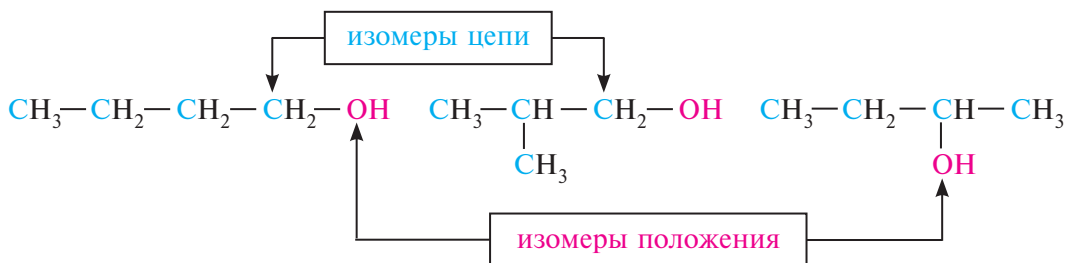 изомеры цепи
CH₃—CH₂—CH₂—CH₂—OH CH₃—CH—CH₂—OH CH₃—CH₂—CH—CH₃
CH₃ OH
изомеры положения